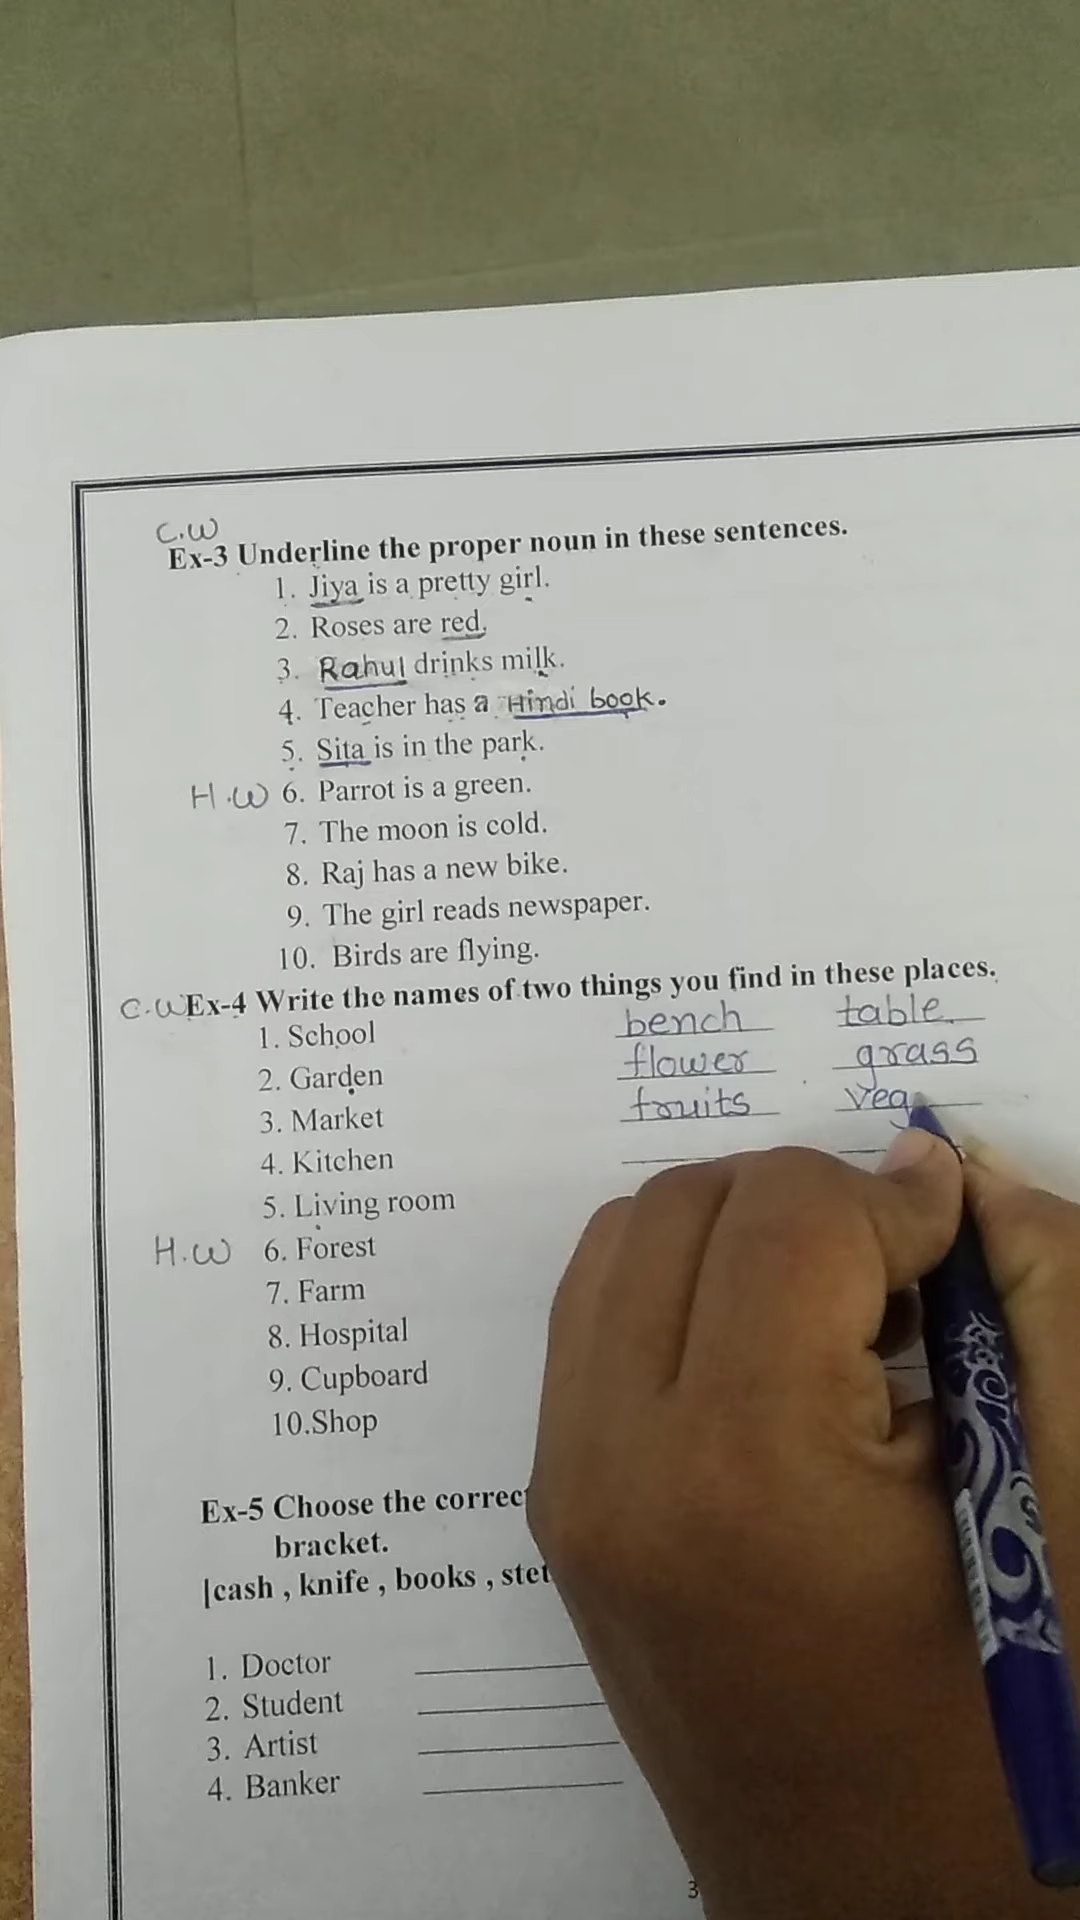 C.W
Ex-3 Underline the proper noun in these sentences.
1. Jiya is a pretty girl.
2. Roses are red.
3. Rahul drinks milk.
4. Teacher has a Hindi book.
5. Sita is in the park.
H.W 6. Parrot is a green.
7. The moon is cold.
8. Raj has a new bike.
9. The girl reads newspaper.
10. Birds are flying.
C.W Ex-4 Write the names of two things you find in these places.
1. School bench table
2. Garden flower grass
3. Market fruits veg
4. Kitchen
5. Living room
H.W 6. Forest
7. Farm
8. Hospital
9. Cupboard
10.Shop
Ex-5 Choose the correct
bracket.
[cash , knife , books , stet
1. Doctor
2. Student
3. Artist
4. Banker
3